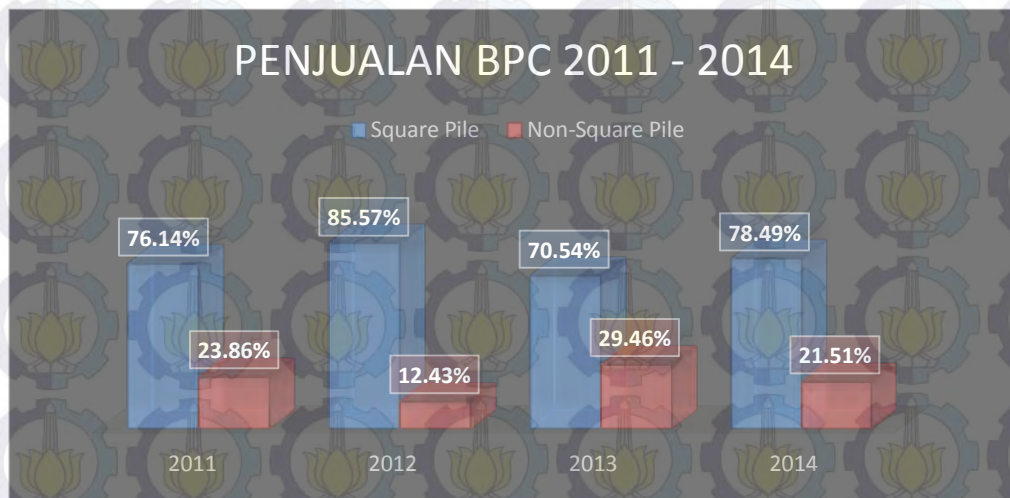 PENJUALAN BPC 2011 - 2014
Square Pile Non-Square Pile
76.14% 85.57% 70.54% 78.49%
23.86% 12.43% 29.46% 21.51%
2011 2012 2013 2014